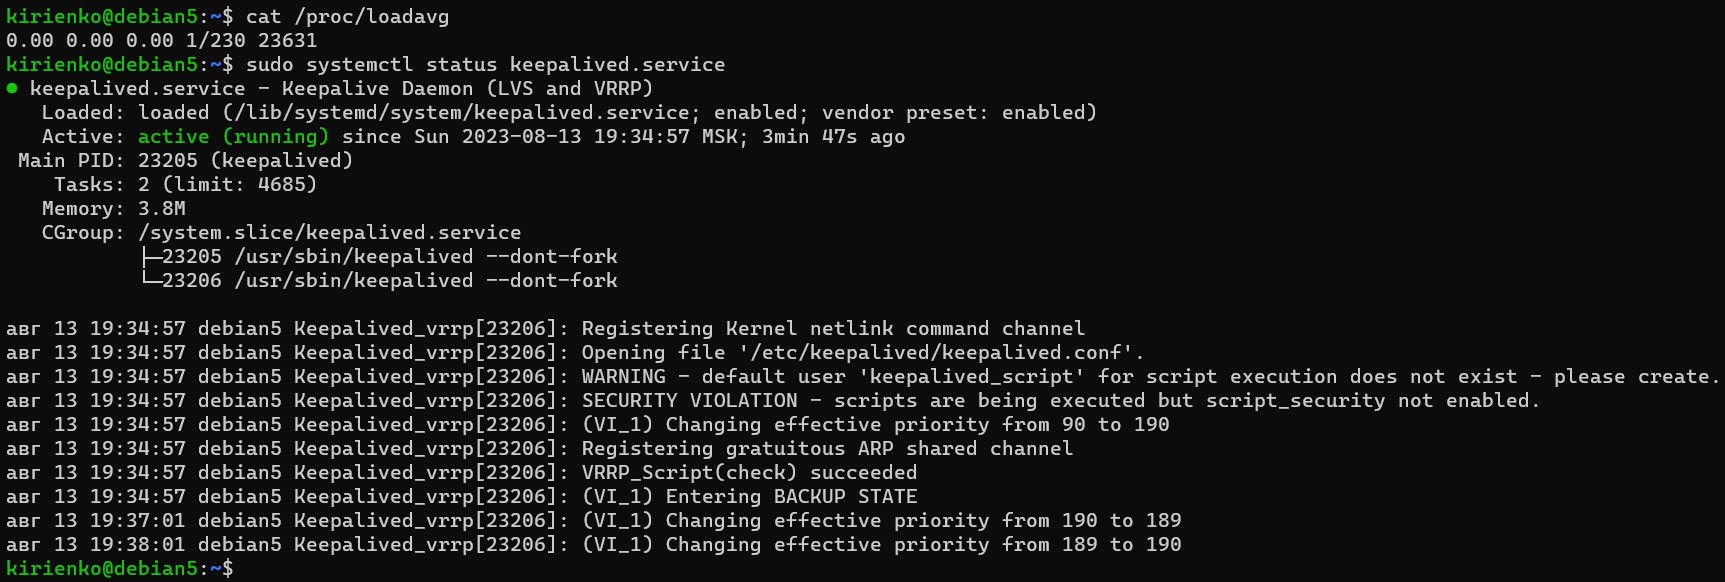 kirienko@debian5:~$ cat /proc/loadavg
0.00 0.00 0.00 1/230 23631
kirienko@debian5:~$ sudo systemctl status keepalived.service
● keepalived.service - Keepalive Daemon (LVS and VRRP)
   Loaded: loaded (/lib/systemd/system/keepalived.service; enabled; vendor preset: enabled)
   Active: active (running) since Sun 2023-08-13 19:34:57 MSK; 3min 47s ago
 Main PID: 23205 (keepalived)
    Tasks: 2 (limit: 4685)
   Memory: 3.8M
   CGroup: /system.slice/keepalived.service
           ├─23205 /usr/sbin/keepalived --dont-fork
           └─23206 /usr/sbin/keepalived --dont-fork

авг 13 19:34:57 debian5 Keepalived_vrrp[23206]: Registering Kernel netlink command channel
авг 13 19:34:57 debian5 Keepalived_vrrp[23206]: Opening file '/etc/keepalived/keepalived.conf'.
авг 13 19:34:57 debian5 Keepalived_vrrp[23206]: WARNING - default user 'keepalived_script' for script execution does not exist - please create.
авг 13 19:34:57 debian5 Keepalived_vrrp[23206]: SECURITY VIOLATION - scripts are being executed but script_security not enabled.
авг 13 19:34:57 debian5 Keepalived_vrrp[23206]: (VI_1) Changing effective priority from 90 to 190
авг 13 19:34:57 debian5 Keepalived_vrrp[23206]: Registering gratuitous ARP shared channel
авг 13 19:34:57 debian5 Keepalived_vrrp[23206]: VRRP_Script(check) succeeded
авг 13 19:34:57 debian5 Keepalived_vrrp[23206]: (VI_1) Entering BACKUP STATE
авг 13 19:37:01 debian5 Keepalived_vrrp[23206]: (VI_1) Changing effective priority from 190 to 189
авг 13 19:38:01 debian5 Keepalived_vrrp[23206]: (VI_1) Changing effective priority from 189 to 190
kirienko@debian5:~$